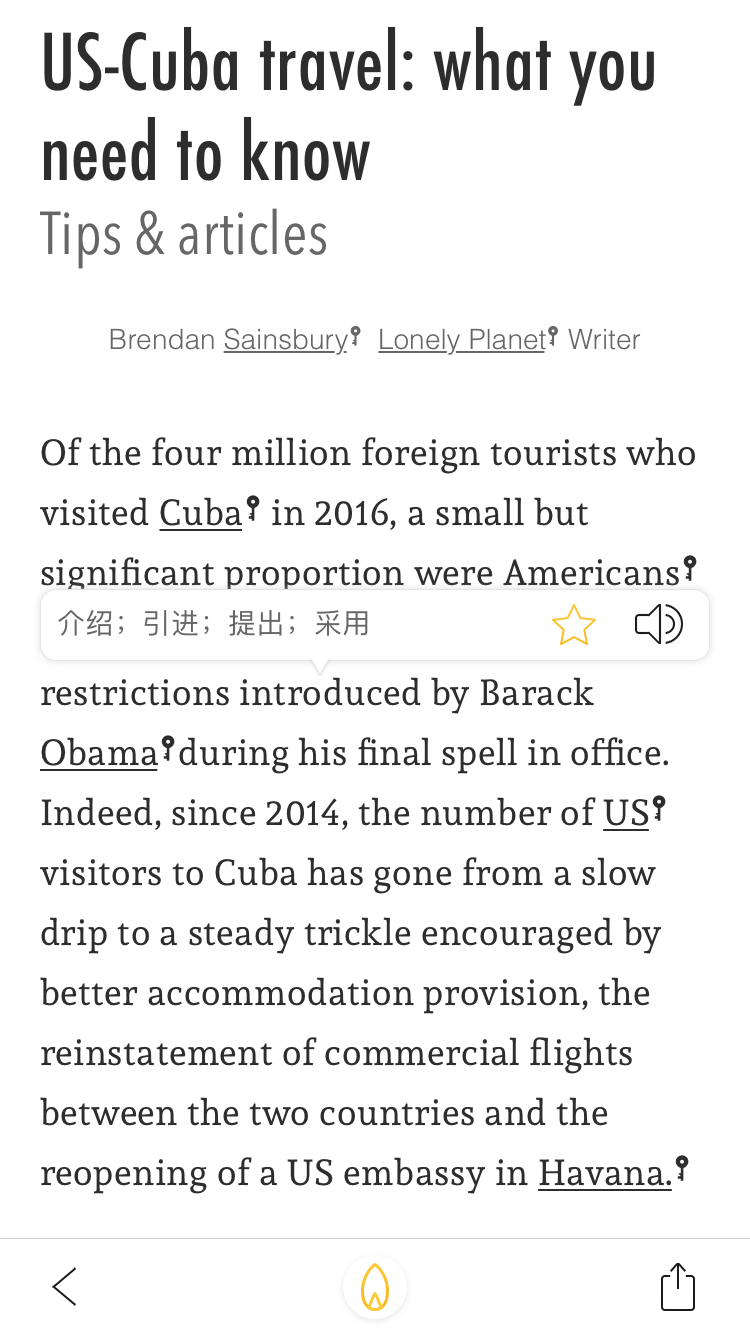 US-Cuba travel: what you
need to know
Tips & articles
Brendan Sainsbury Lonely Planet Writer
Of the four million foreign tourists who
visited Cuba in 2016, a small but
significant proportion were Americans
介绍；引进；提出；采用
restrictions introduced by Barack
Obama during his final spell in office.
Indeed, since 2014, the number of US
visitors to Cuba has gone from a slow
drip to a steady trickle encouraged by
better accommodation provision, the
reinstatement of commercial flights
between the two countries and the
reopening of a US embassy in Havana.